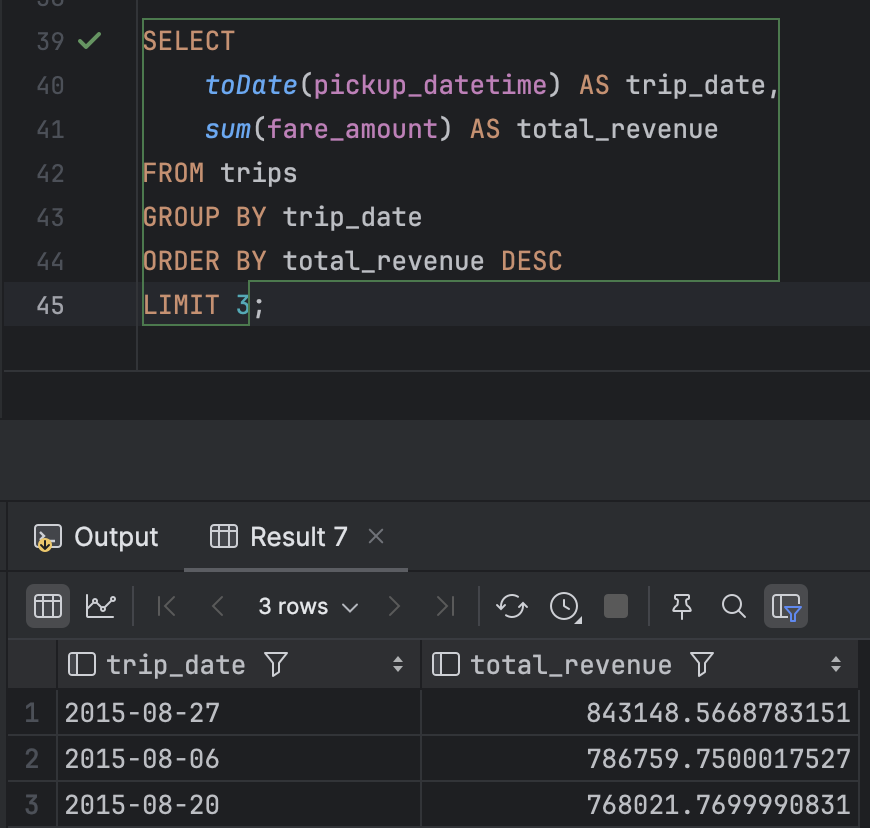 38
39 SELECT
40     toDate(pickup_datetime) AS trip_date,
41     sum(fare_amount) AS total_revenue
42 FROM trips
43 GROUP BY trip_date
44 ORDER BY total_revenue DESC
45 LIMIT 3;
Output Result 7
3 rows
trip_date total_revenue
1 2015-08-27 843148.5668783151
2 2015-08-06 786759.7500017527
3 2015-08-20 768021.7699990831